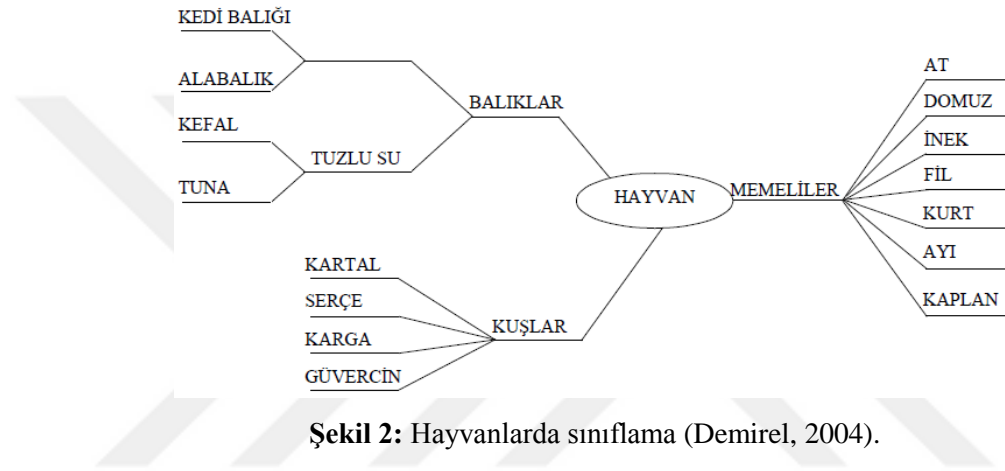 KEDİ BALIĞI
ALABALIK
KEFAL
TUNA
TUZLU SU
BALIKLAR
HAYVAN
MEMELİLER
AT
DOMUZ
İNEK
FİL
KURT
AYI
KAPLAN
KARTAL
SERÇE
KARGA
GÜVERCİN
KUŞLAR
Şekil 2: Hayvanlarda sınıflama (Demirel, 2004).